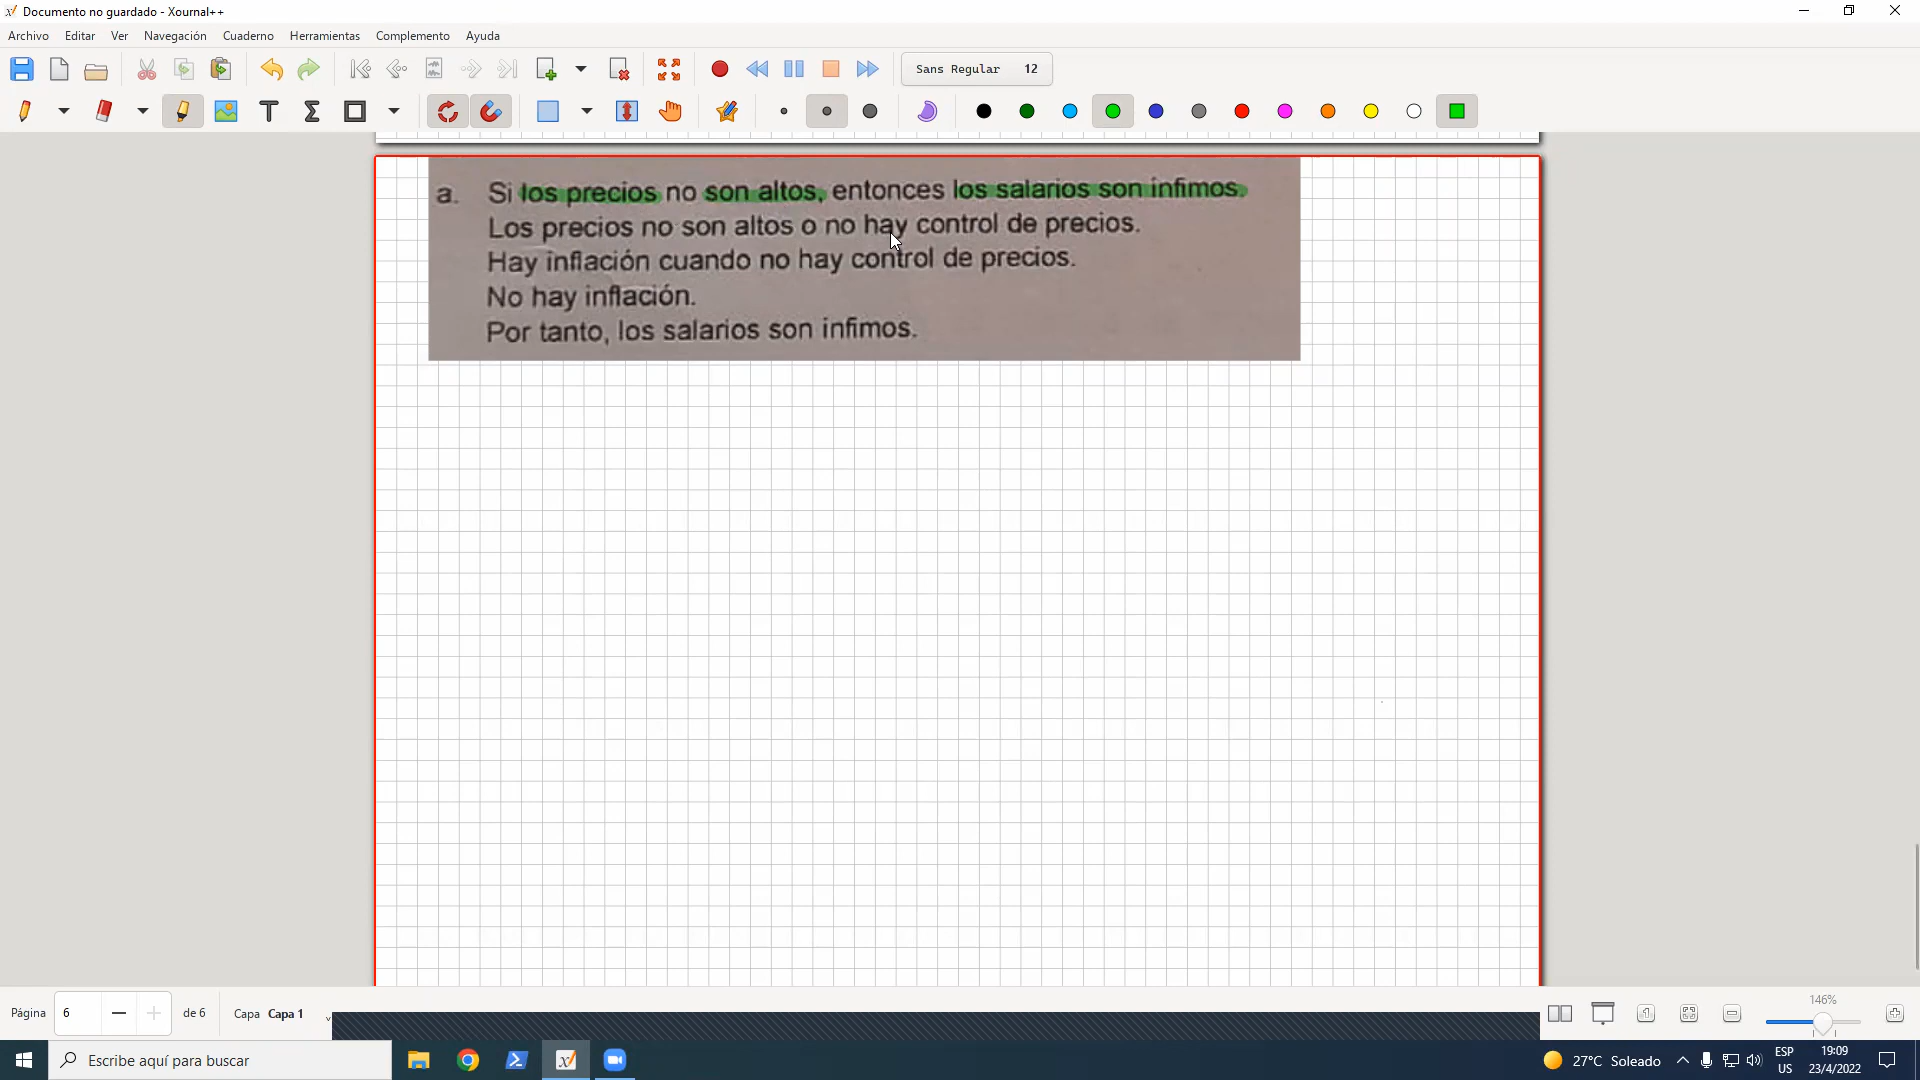 Documento no guardado - Xournal++
Archivo Editar Ver Navegación Cuaderno Herramientas Complemento Ayuda
Sans Regular 12
a. Si los precios no son altos, entonces los salarios son infimos.
Los precios no son altos o no hay control de precios.
Hay inflación cuando no hay control de precios.
No hay inflación.
Por tanto, los salarios son infimos.
Página 6 de 6 Capa Capa 1
146%
Escribe aquí para buscar
27°C Soleado
ESP
US
19:09
23/4/2022